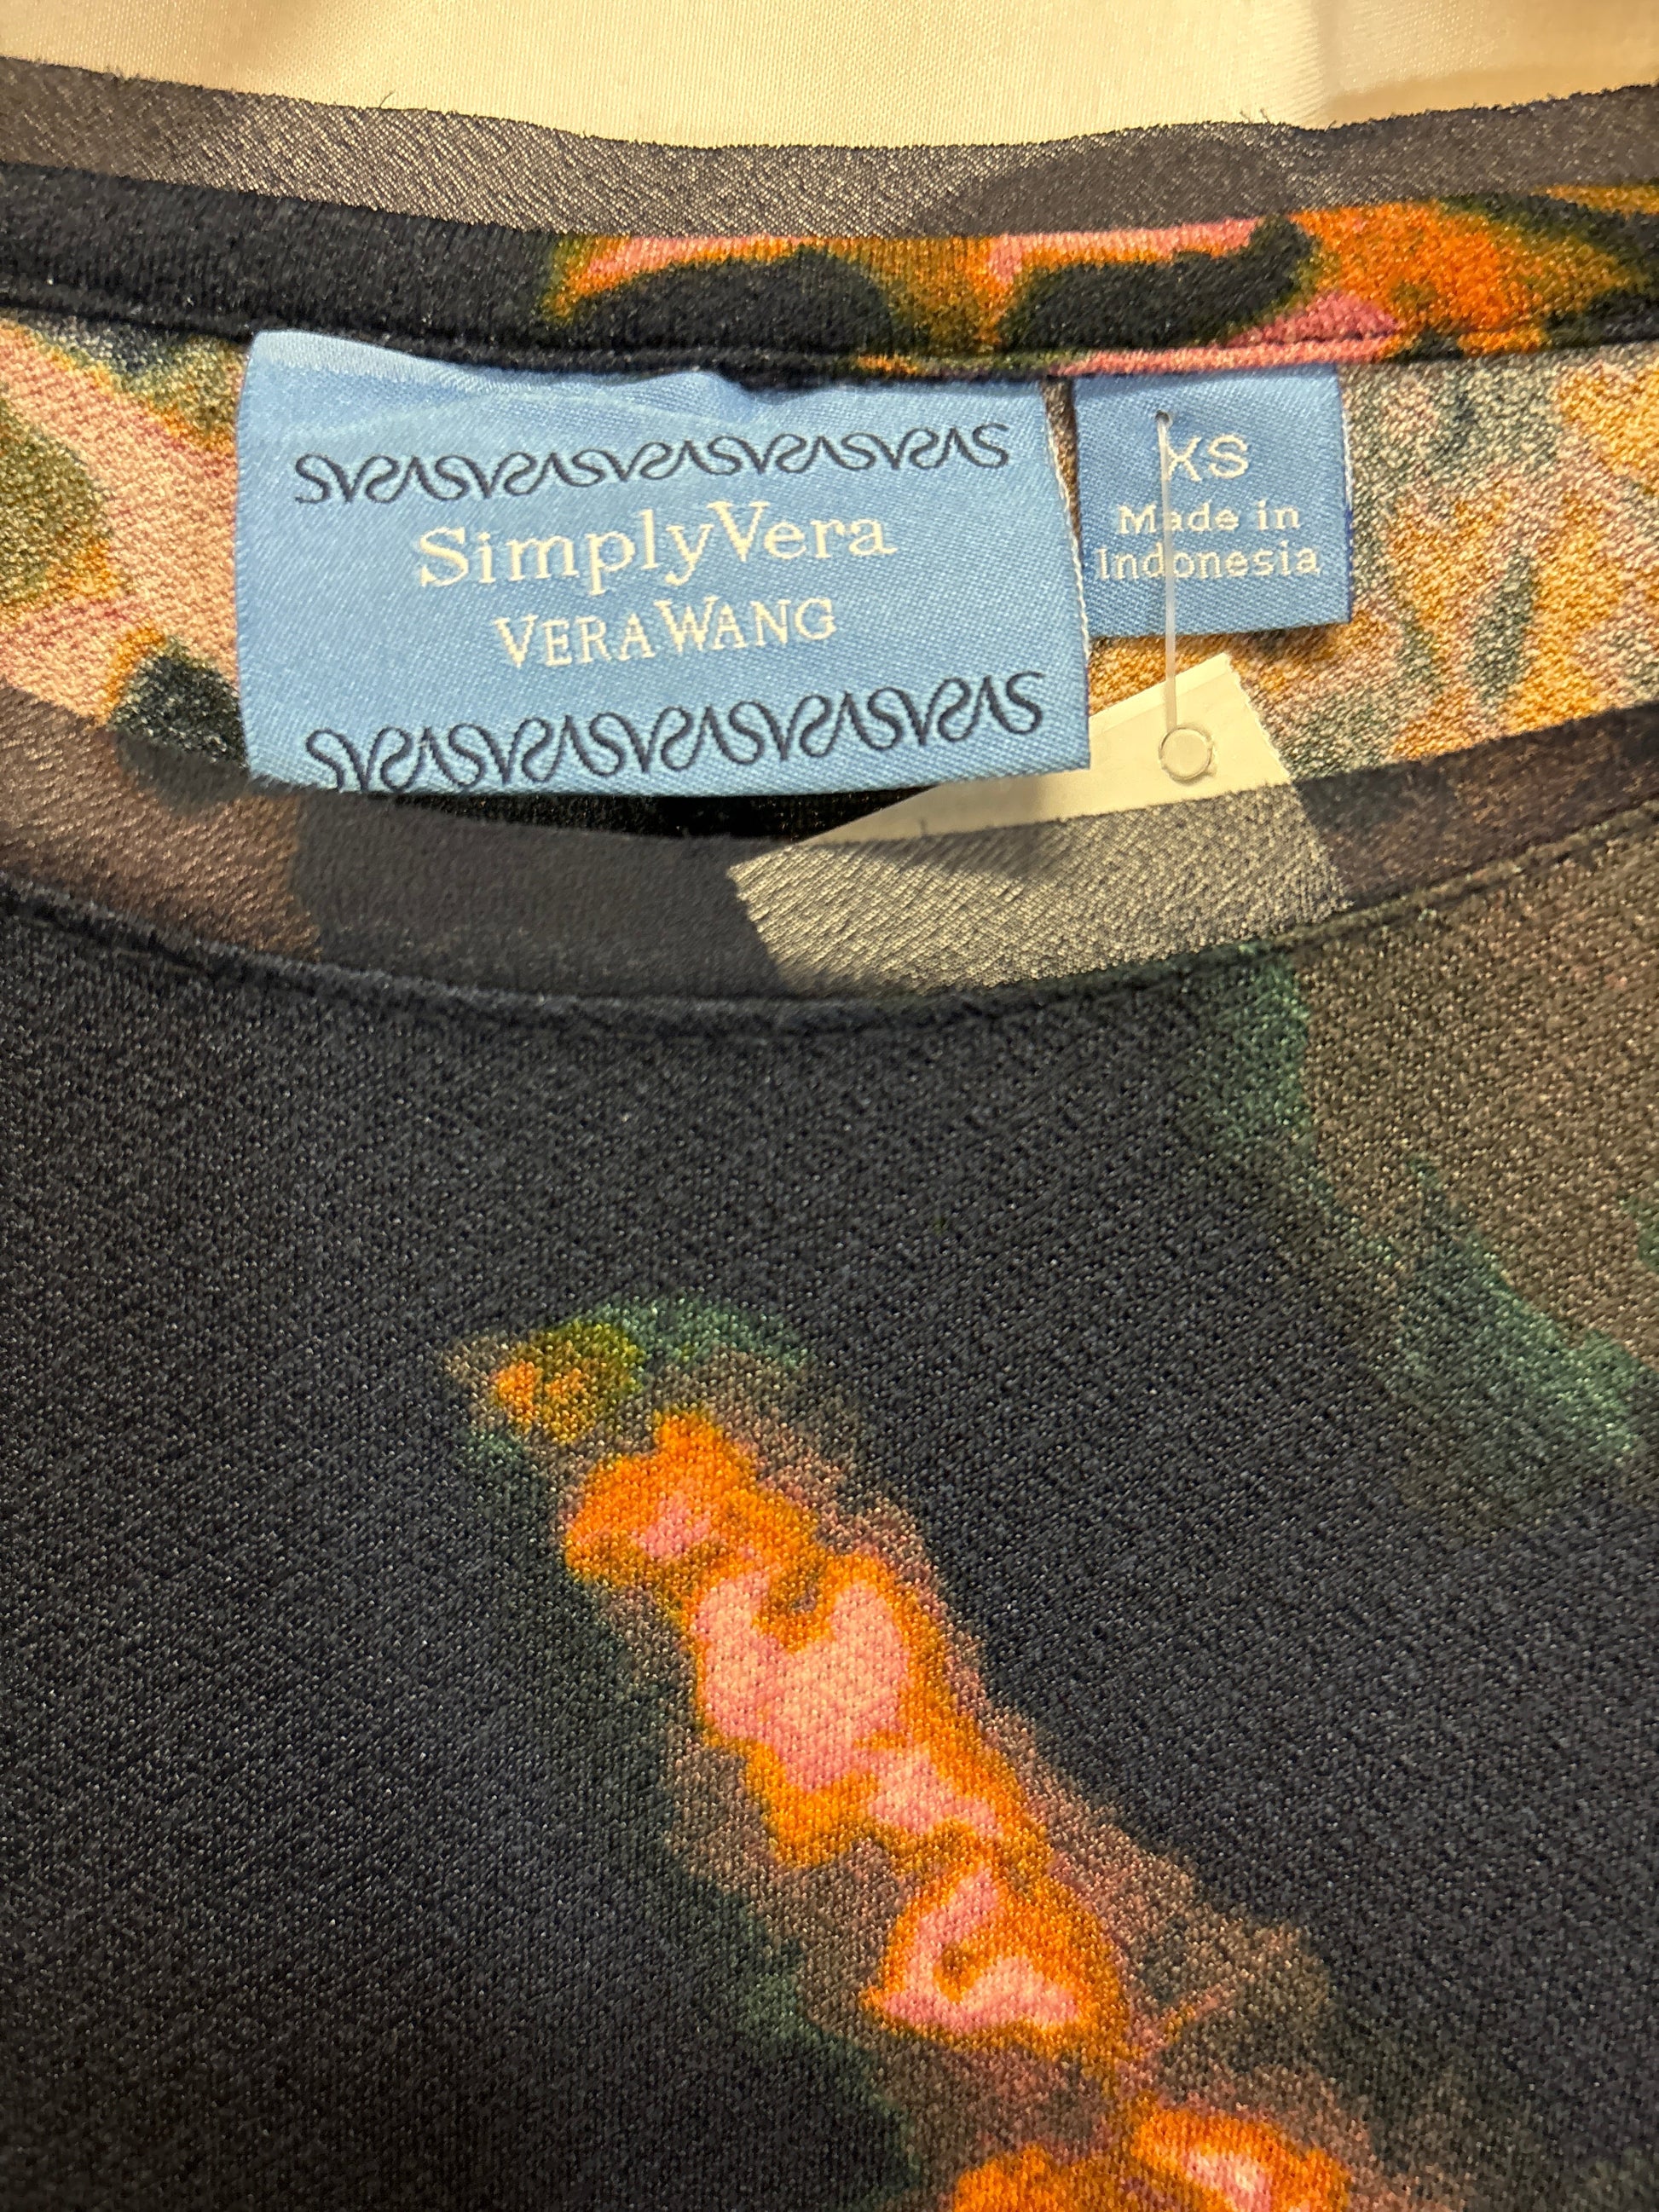 SimplyVera
VERA WANG
XS
Made in
Indonesia